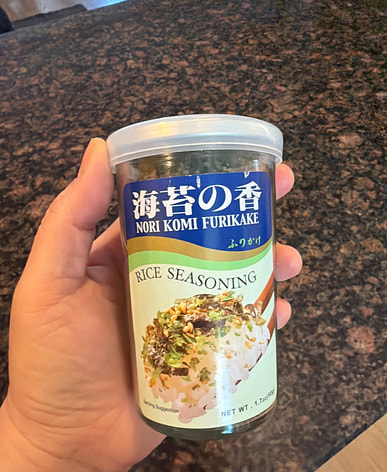 海苔の香
NORI KOMI FURIKAKE
ふりかけ
RICE SEASONING
Serving Suggestion
NET WT. 1.7oz(50g)